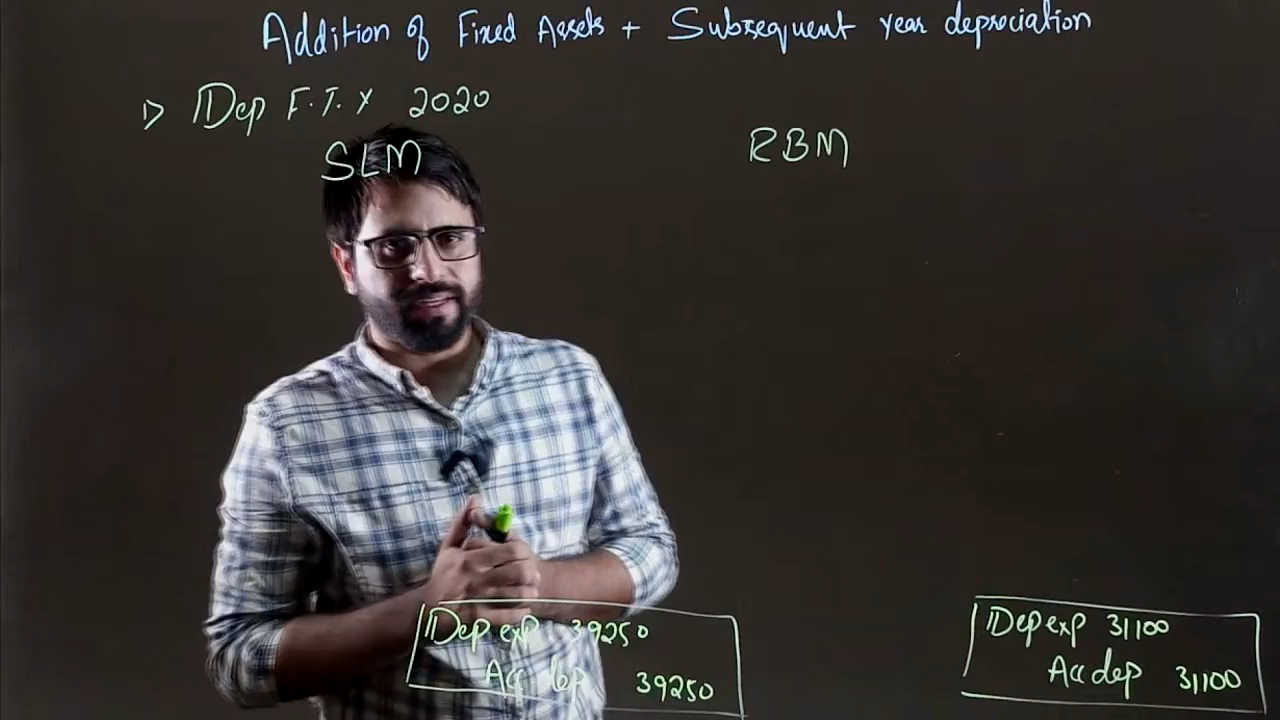 Addition of Fixed Assets + Subsequent year depreciation
1> Dep F.T.Y 2020
SLM
RBM
Dep exp 39250
Acc dep 39250
Dep exp 31100
Acc dep 31100